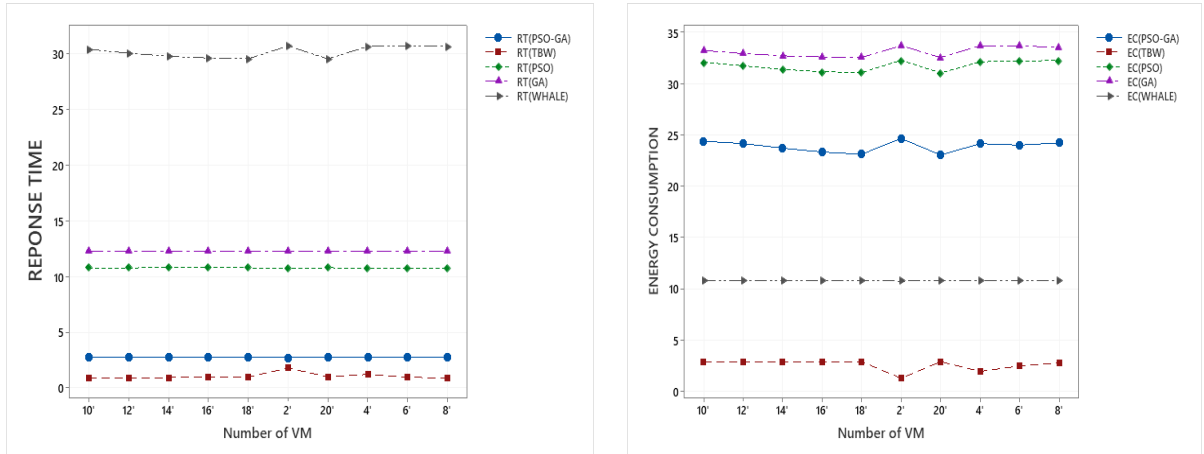 REPONSE TIME
30
25
20
15
10
5
0
10' 12' 14' 16' 18' 2' 20' 4' 6' 8'
Number of VM
RT(PSO-GA)
RT(TBW)
RT(PSO)
RT(GA)
RT(WHALE)
ENERGY CONSUMPTION
35
30
25
20
15
10
5
0
10' 12' 14' 16' 18' 2' 20' 4' 6' 8'
Number of VM
EC(PSO-GA)
EC(TBW)
EC(PSO)
EC(GA)
EC(WHALE)